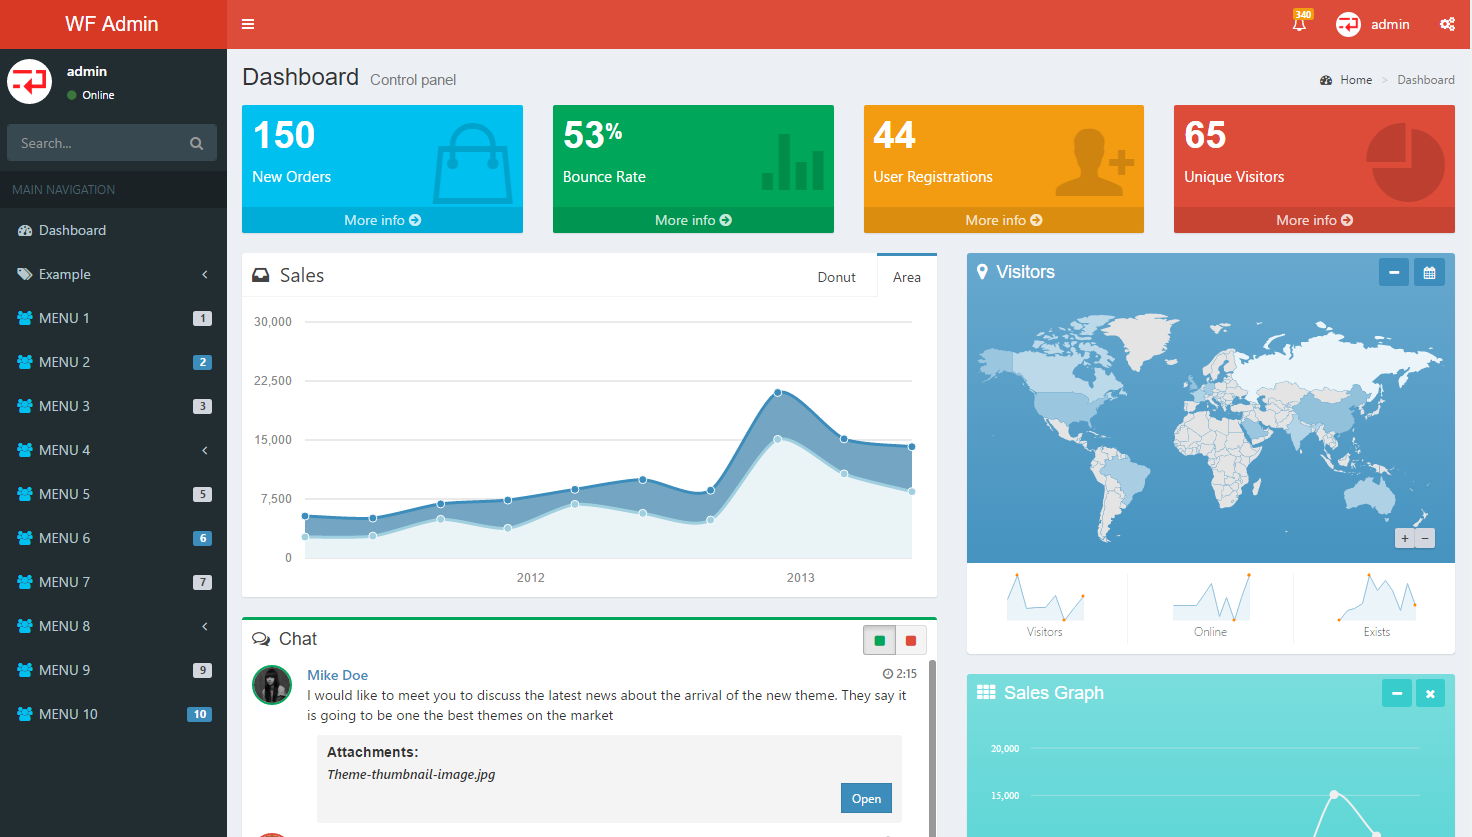 WF Admin
340
admin
admin
Online
Search...
MAIN NAVIGATION
Dashboard
Example
MENU 1 1
MENU 2 2
MENU 3 3
MENU 4
MENU 5 5
MENU 6 6
MENU 7 7
MENU 8
MENU 9 9
MENU 10 10
Dashboard Control panel
Home > Dashboard
150
New Orders
More info
53%
Bounce Rate
More info
44
User Registrations
More info
65
Unique Visitors
More info
Sales
Donut Area
30,000
22,500
15,000
7,500
0
2012 2013
Visitors
+ −
Visitors Online Exists
Chat
Mike Doe 2:15
I would like to meet you to discuss the latest news about the arrival of the new theme. They say it
is going to be one the best themes on the market
Attachments:
Theme-thumbnail-image.jpg
Open
Sales Graph
20,000
15,000